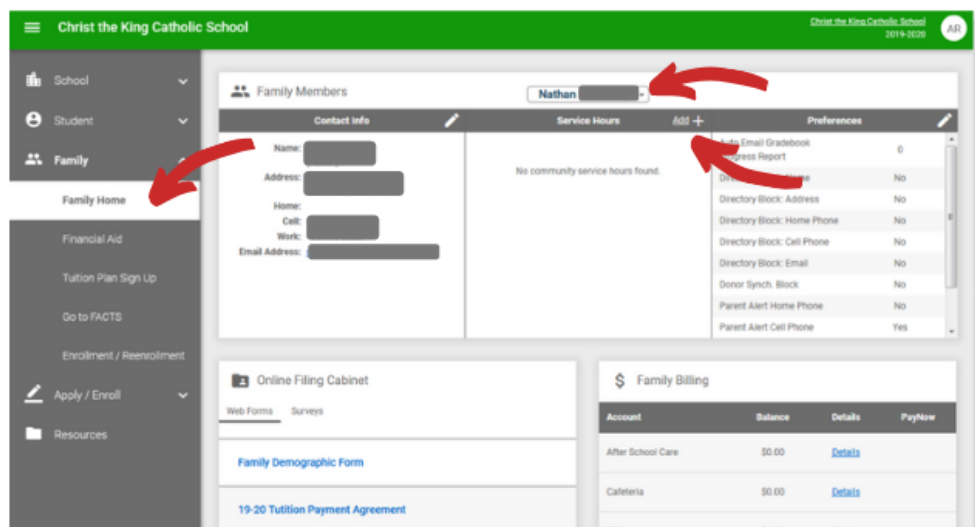 Christ the King Catholic School
Christ the King Catholic School
2019-2020
AR
School
Student
Family
Family Home
Financial Aid
Tuition Plan Sign Up
Go to FACTS
Enrollment / Reenrollment
Apply / Enroll
Resources
Family Members
Nathan
Contact Info
Name:
Address:
Home:
Cell:
Work:
Email Address:
Service Hours Add +
No community service hours found.
Preferences
Auto Email Gradebook
Progress Report 0
No
Directory Block: Address No
Directory Block: Home Phone No
Directory Block: Cell Phone No
Directory Block: Email No
Donor Synch. Block No
Parent Alert Home Phone No
Parent Alert Cell Phone Yes
Online Filing Cabinet
Web Forms Surveys
Family Demographic Form
19-20 Tutition Payment Agreement
$ Family Billing
Account Balance Details PayNow
After School Care $0.00 Details
Cafeteria $0.00 Details